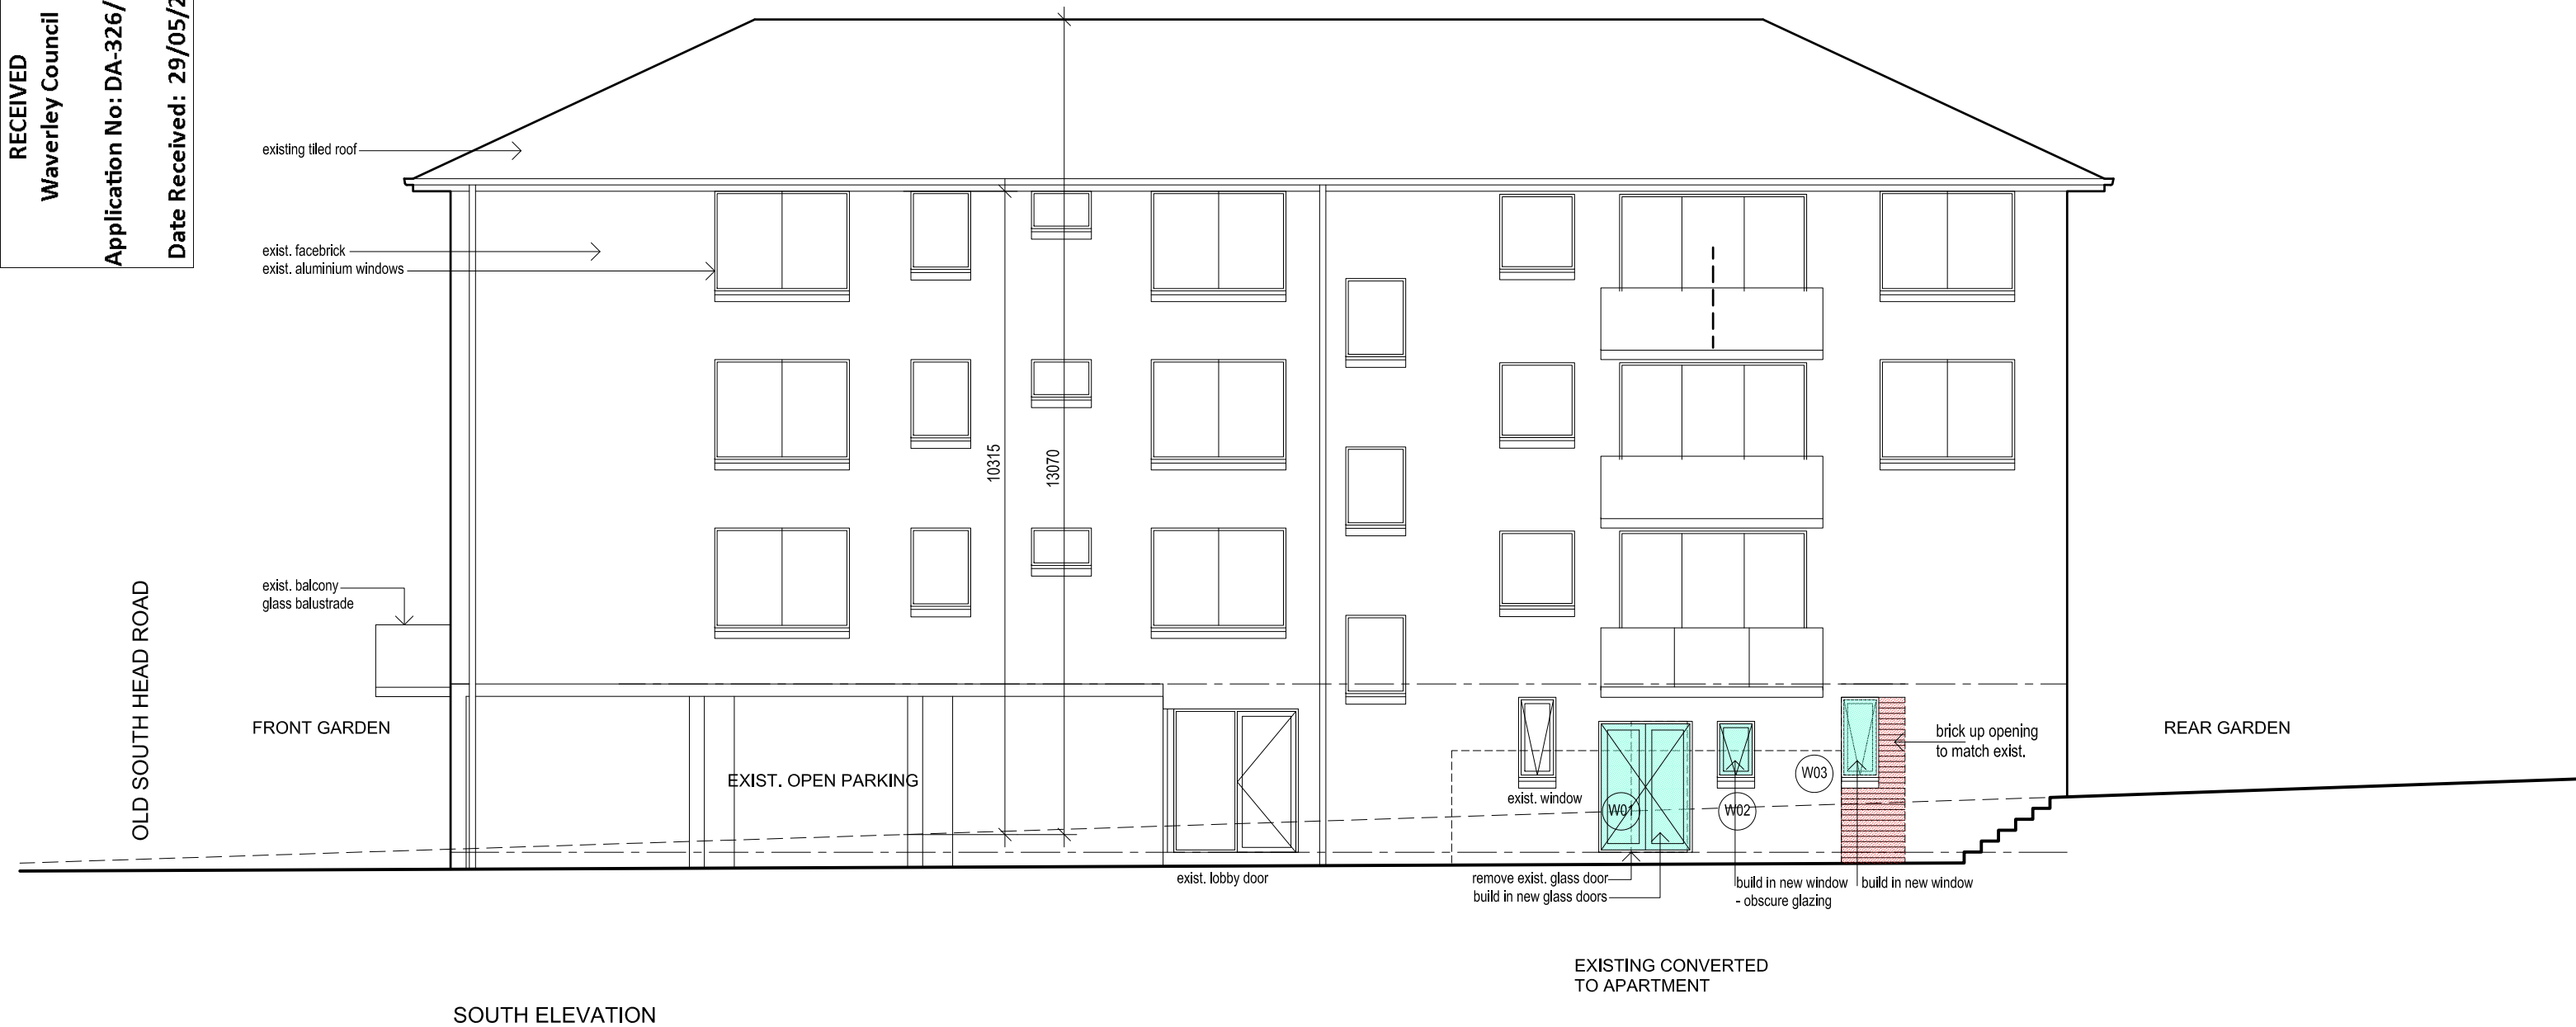 RECEIVED
Waverley Council
Application No: DA-326/
Date Received: 29/05/2
existing tiled roof
exist. facebrick
exist. aluminium windows
10315
13070
exist. balcony
glass balustrade
OLD SOUTH HEAD ROAD
FRONT GARDEN
EXIST. OPEN PARKING
exist. window
W01
W02
W03
brick up opening
to match exist.
REAR GARDEN
exist. lobby door
remove exist. glass door
build in new glass doors
build in new window
- obscure glazing
build in new window
EXISTING CONVERTED
TO APARTMENT
SOUTH ELEVATION